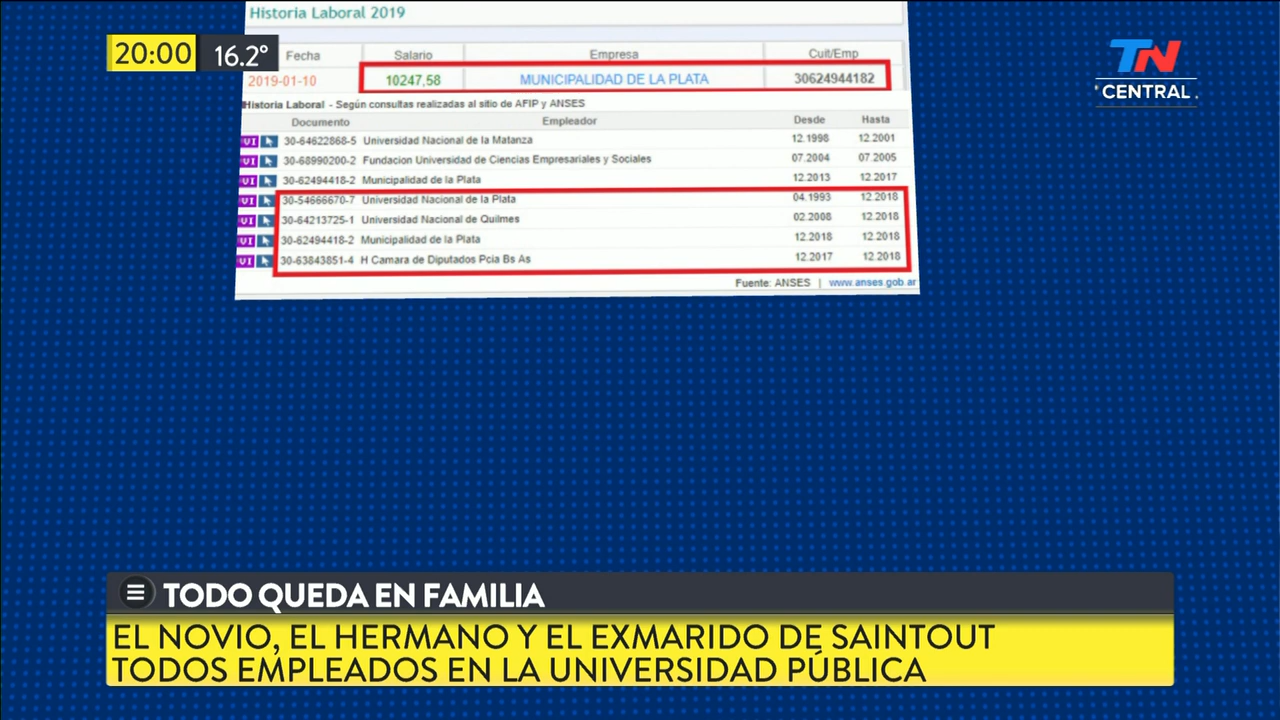 Historia Laboral 2019
20:00 16.2°
Fecha Salario Empresa Cuit/Emp
2019-01-10 10247,58 MUNICIPALIDAD DE LA PLATA 30624944182
TN
CENTRAL
Historia Laboral - Según consultas realizadas al sitio de AFIP y ANSES
Documento Empleador Desde Hasta
UI 30-64622868-5 Universidad Nacional de la Matanza 12.1998 12.2001
UI 30-68990200-2 Fundacion Universidad de Ciencias Empresariales y Sociales 07.2004 07.2005
UI 30-62494418-2 Municipalidad de la Plata 12.2013 12.2017
UI 30-54666670-7 Universidad Nacional de la Plata 04.1993 12.2018
UI 30-64213725-1 Universidad Nacional de Quilmes 02.2008 12.2018
UI 30-62494418-2 Municipalidad de la Plata 12.2018 12.2018
UI 30-63843851-4 H Camara de Diputados Pcia Bs As 12.2017 12.2018
Fuente: ANSES | www.anses.gob.ar
TODO QUEDA EN FAMILIA
EL NOVIO, EL HERMANO Y EL EXMARIDO DE SAINTOUT
TODOS EMPLEADOS EN LA UNIVERSIDAD PÚBLICA